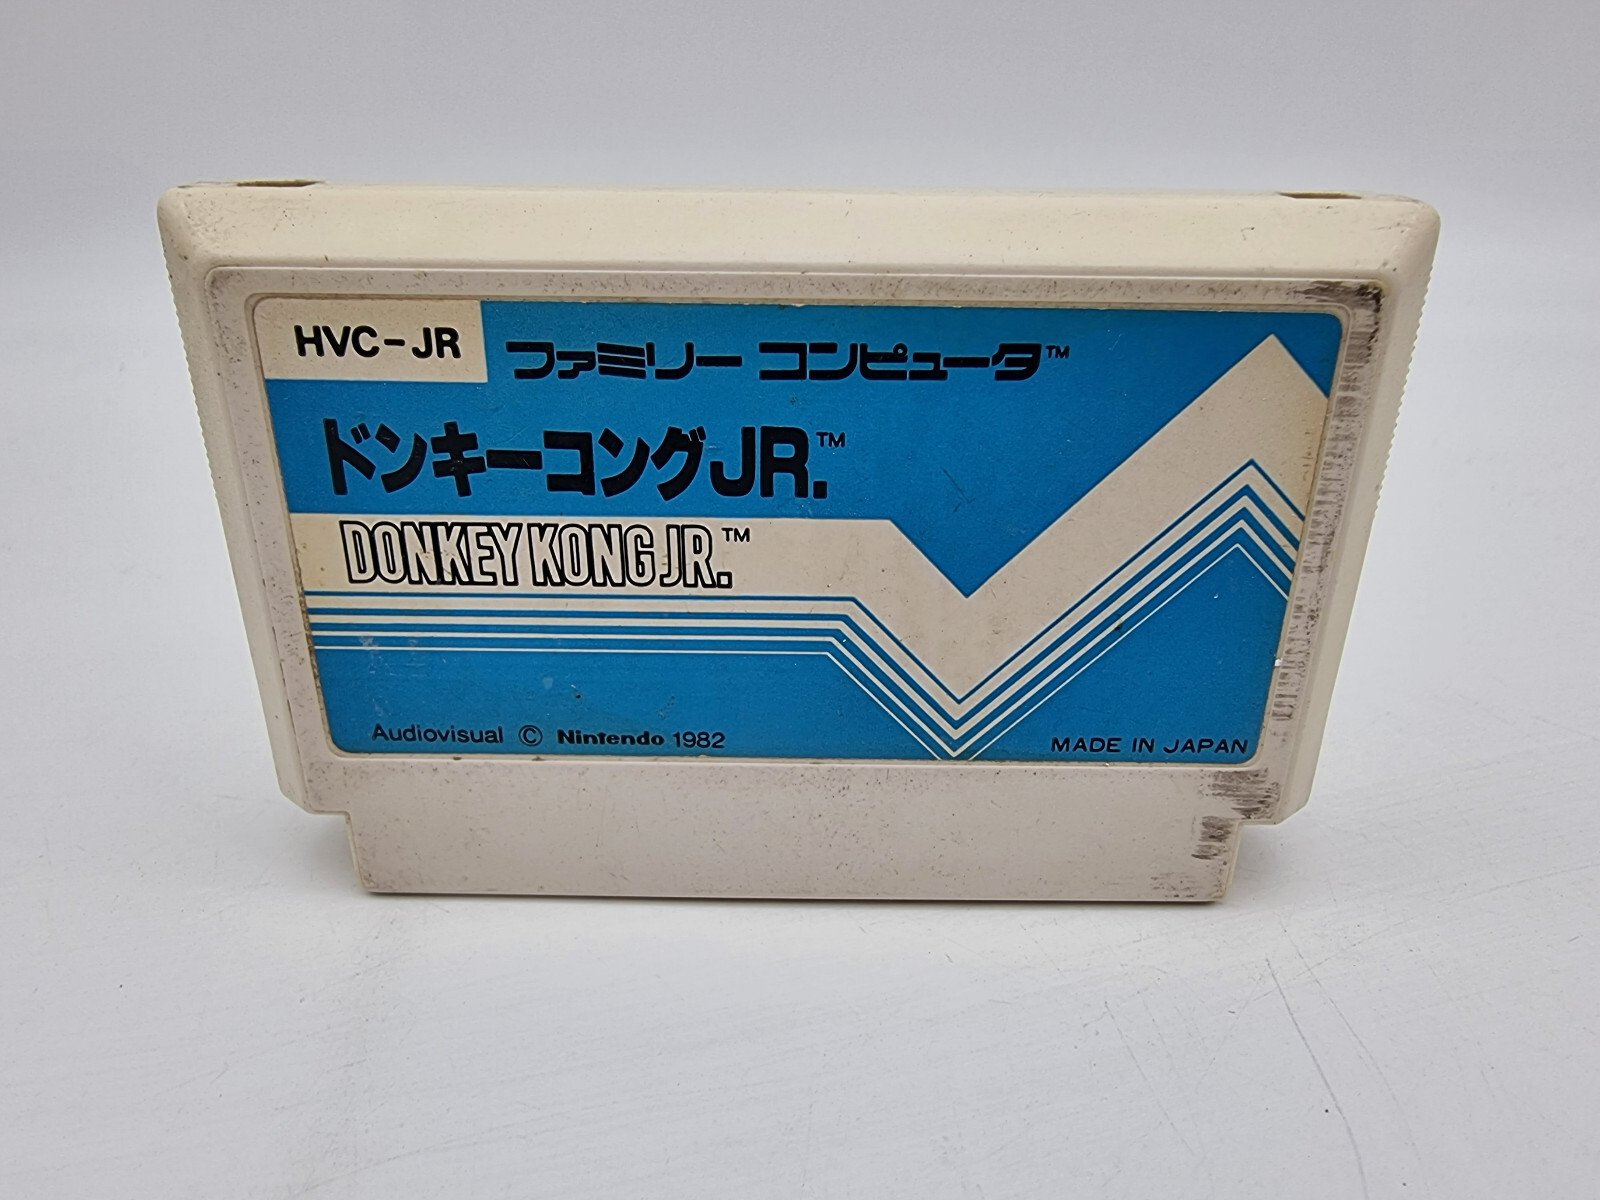 HVC-JR
ファミリー コンピュータ™
ドンキーコングJR.™
DONKEY KONG JR.™
Audiovisual © Nintendo 1982
MADE IN JAPAN